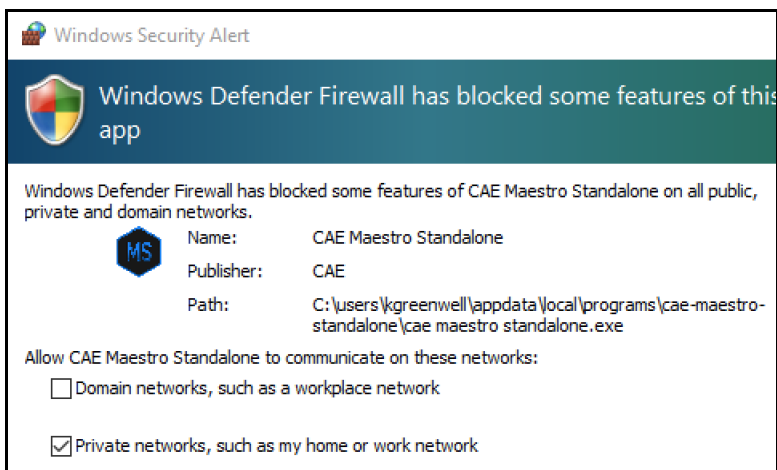 Windows Security Alert
Windows Defender Firewall has blocked some features of this
app
Windows Defender Firewall has blocked some features of CAE Maestro Standalone on all public,
private and domain networks.
MS
Name: CAE Maestro Standalone
Publisher: CAE
Path: C:\users\kgreenwell\appdata\local\programs\cae-maestro-
standalone\cae maestro standalone.exe
Allow CAE Maestro Standalone to communicate on these networks:
Domain networks, such as a workplace network
Private networks, such as my home or work network